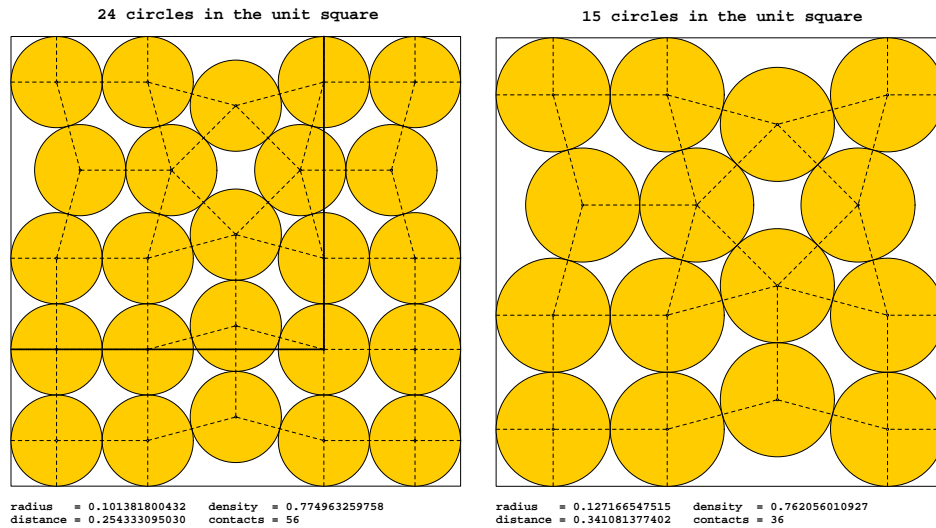 24 circles in the unit square
radius = 0.101381800432 density = 0.774963259758
distance = 0.254333095030 contacts = 56
15 circles in the unit square
radius = 0.127166547515 density = 0.762056010927
distance = 0.341081377402 contacts = 36